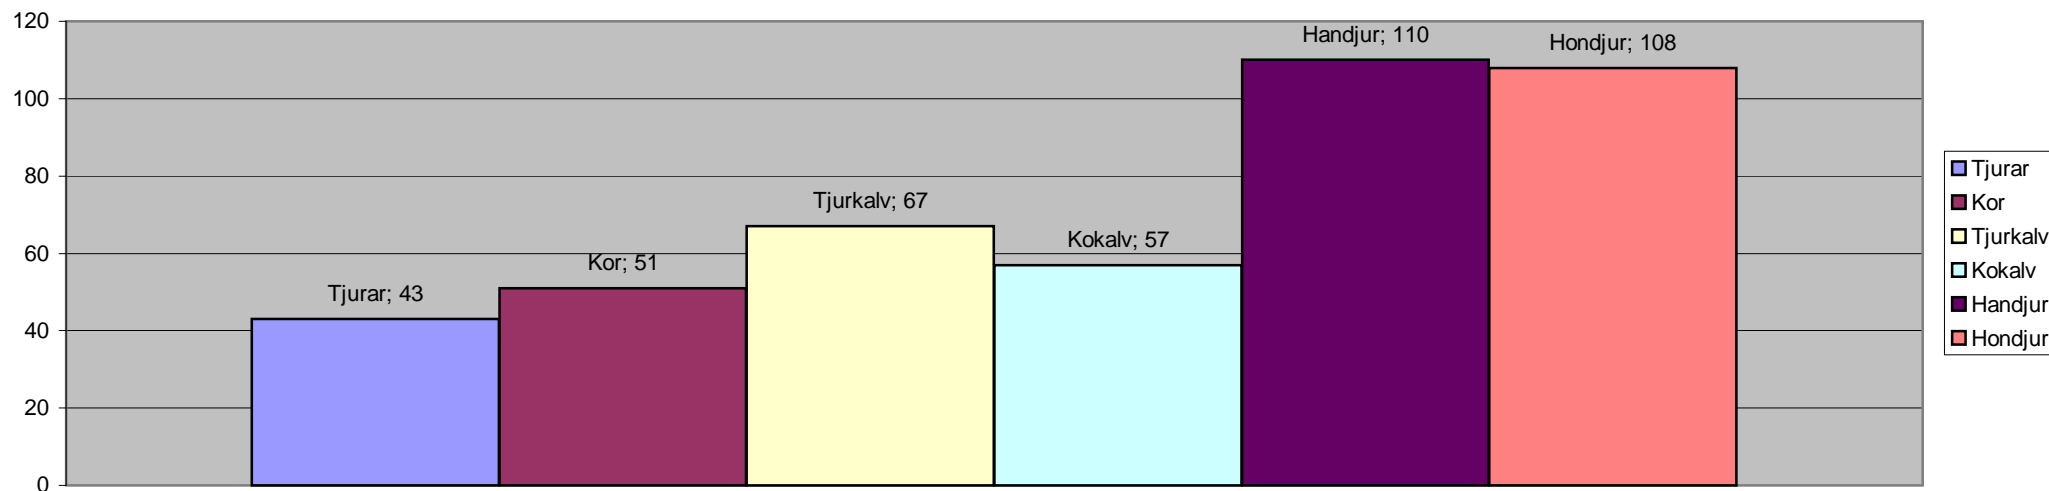 120
100
80
60
40
20
0
Tjurar; 43
Kor; 51
Tjurkalv; 67
Kokalv; 57
Handjur; 110
Hondjur; 108
Tjurar
Kor
Tjurkalv
Kokalv
Handjur
Hondjur